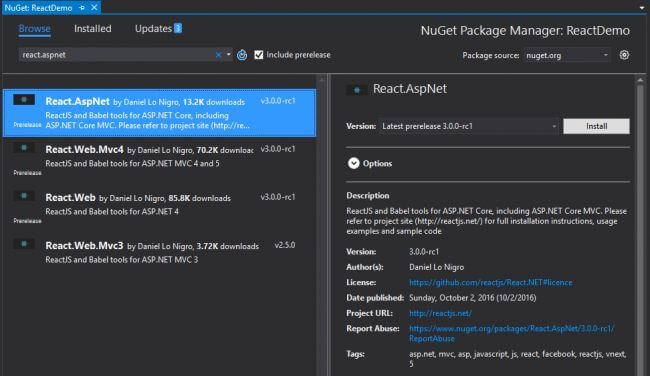 NuGet: ReactDemo
Browse
Installed
Updates 3
NuGet Package Manager: ReactDemo
react.aspnet
Include prerelease
Package source: nuget.org
React.AspNet by Daniel Lo Nigro, 13.2K downloads v3.0.0-rc1
ReactJS and Babel tools for ASP.NET Core, including
Prerelease
ASP.NET Core MVC. Please refer to project site (http://re...
React.Web.Mvc4 by Daniel Lo Nigro, 70.2K downloads v3.0.0-rc1
ReactJS and Babel tools for ASP.NET MVC 4 and 5
Prerelease
React.Web by Daniel Lo Nigro, 85.8K downloads v3.0.0-rc1
ReactJS and Babel tools for ASP.NET 4
Prerelease
React.Web.Mvc3 by Daniel Lo Nigro, 3.72K downloads v2.5.0
ReactJS and Babel tools for ASP.NET MVC 3
React.AspNet
Version: Latest prerelease 3.0.0-rc1 Install
Options
Description
ReactJS and Babel tools for ASP.NET Core, including ASP.NET Core MVC. Please
refer to project site (http://reactjs.net/) for full installation instructions, usage
examples and sample code
Version: 3.0.0-rc1
Author(s): Daniel Lo Nigro
License: https://github.com/reactjs/React.NET#licence
Date published: Sunday, October 2, 2016 (10/2/2016)
Project URL: http://reactjs.net/
Report Abuse: https://www.nuget.org/packages/React.AspNet/3.0.0-rc1/
ReportAbuse
Tags: asp.net, mvc, asp, javascript, js, react, facebook, reactjs, vnext,
5